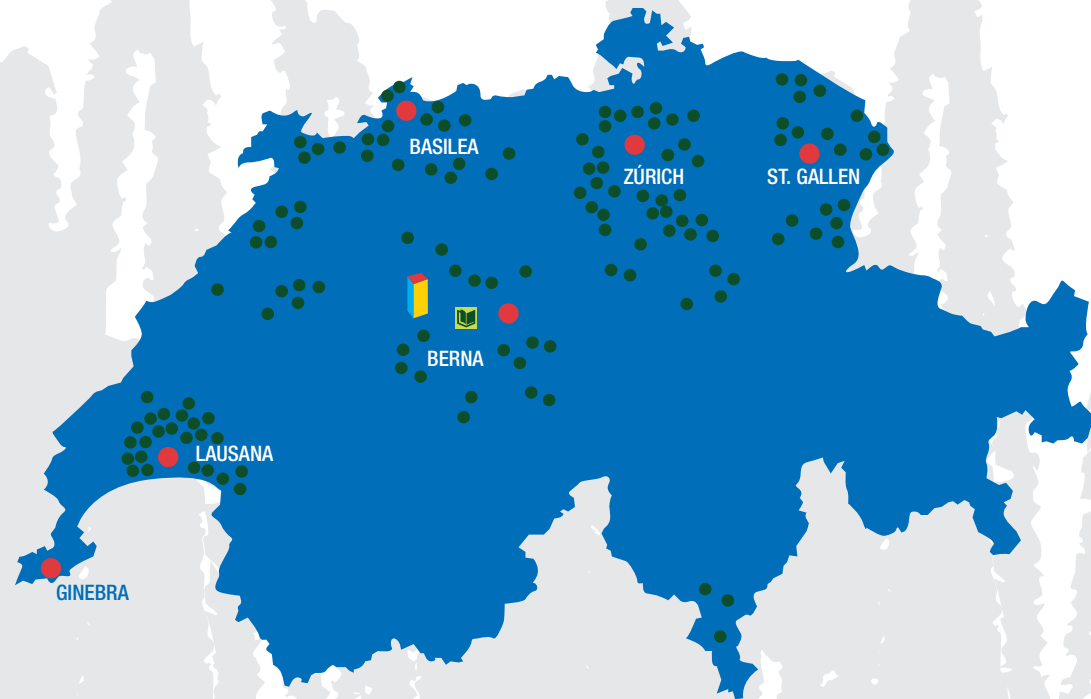 BASILEA
ZÚRICH
ST. GALLEN
BERNA
LAUSANA
GINEBRA